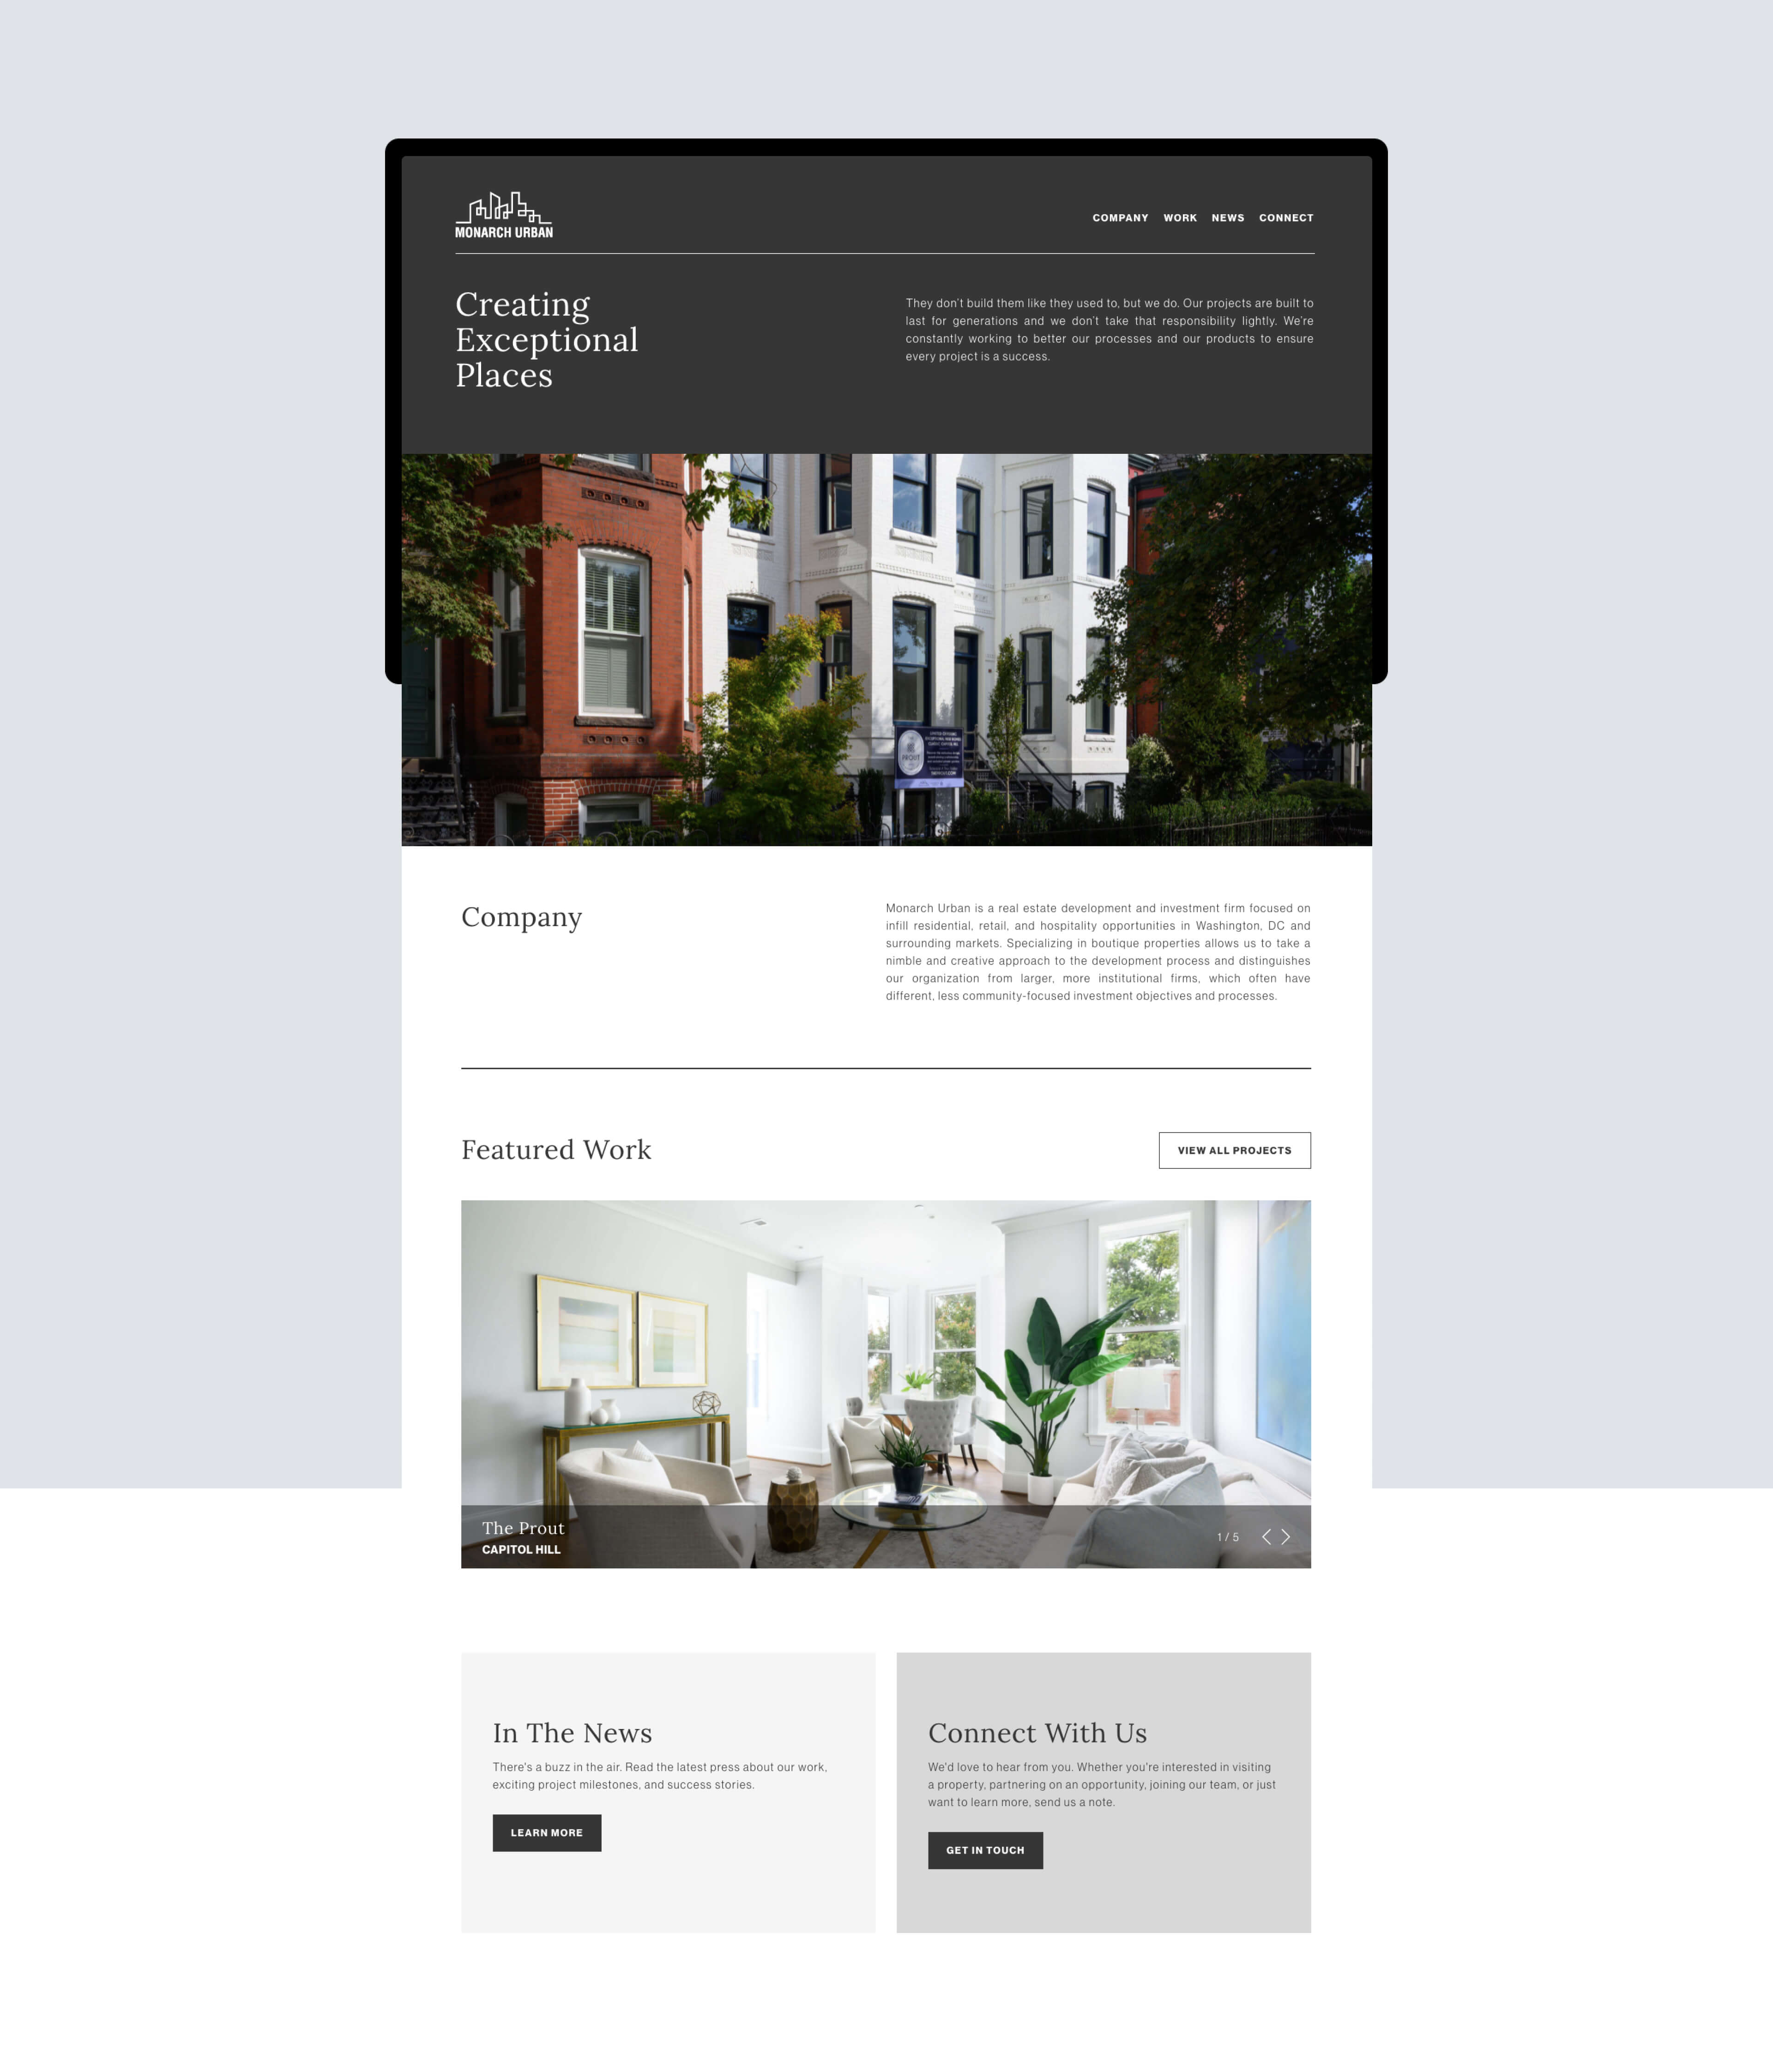 MONARCH URBAN
COMPANY WORK NEWS CONNECT
Creating
Exceptional
Places
They don't build them like they used to, but we do. Our projects are built to
last for generations and we don't take that responsibility lightly. We're
constantly working to better our processes and our products to ensure
every project is a success.
PROUT
Company
Monarch Urban is a real estate development and investment firm focused on
infill residential, retail, and hospitality opportunities in Washington, DC and
surrounding markets. Specializing in boutique properties allows us to take a
nimble and creative approach to the development process and distinguishes
our organization from larger, more institutional firms, which often have
different, less community-focused investment objectives and processes.
Featured Work
VIEW ALL PROJECTS
The Prout
CAPITOL HILL
1 / 5
In The News
There's a buzz in the air. Read the latest press about our work,
exciting project milestones, and success stories.
LEARN MORE
Connect With Us
We'd love to hear from you. Whether you're interested in visiting
a property, partnering on an opportunity, joining our team, or just
want to learn more, send us a note.
GET IN TOUCH